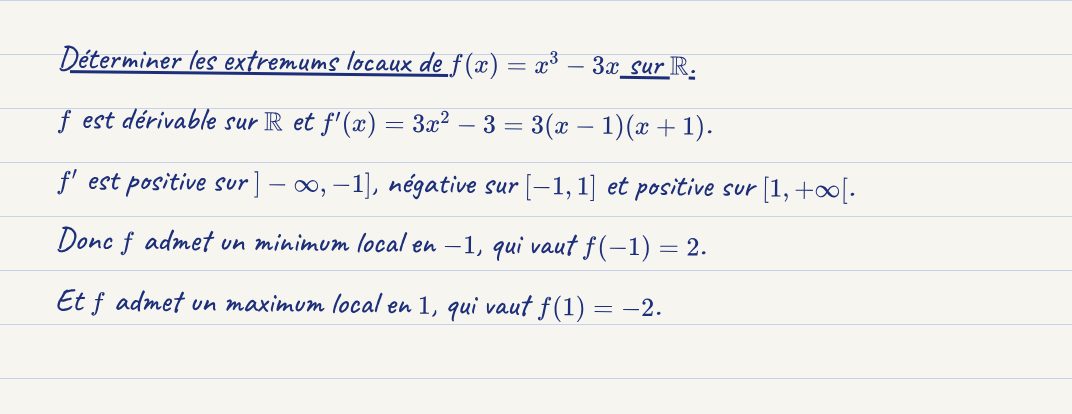 Déterminer les extremums locaux de f(x) = x³ − 3x sur ℝ.
f est dérivable sur ℝ et f′(x) = 3x² − 3 = 3(x − 1)(x + 1).
f′ est positive sur ] − ∞, −1], négative sur [−1, 1] et positive sur [1, +∞[.
Donc f admet un minimum local en −1, qui vaut f(−1) = 2.
Et f admet un maximum local en 1, qui vaut f(1) = −2.